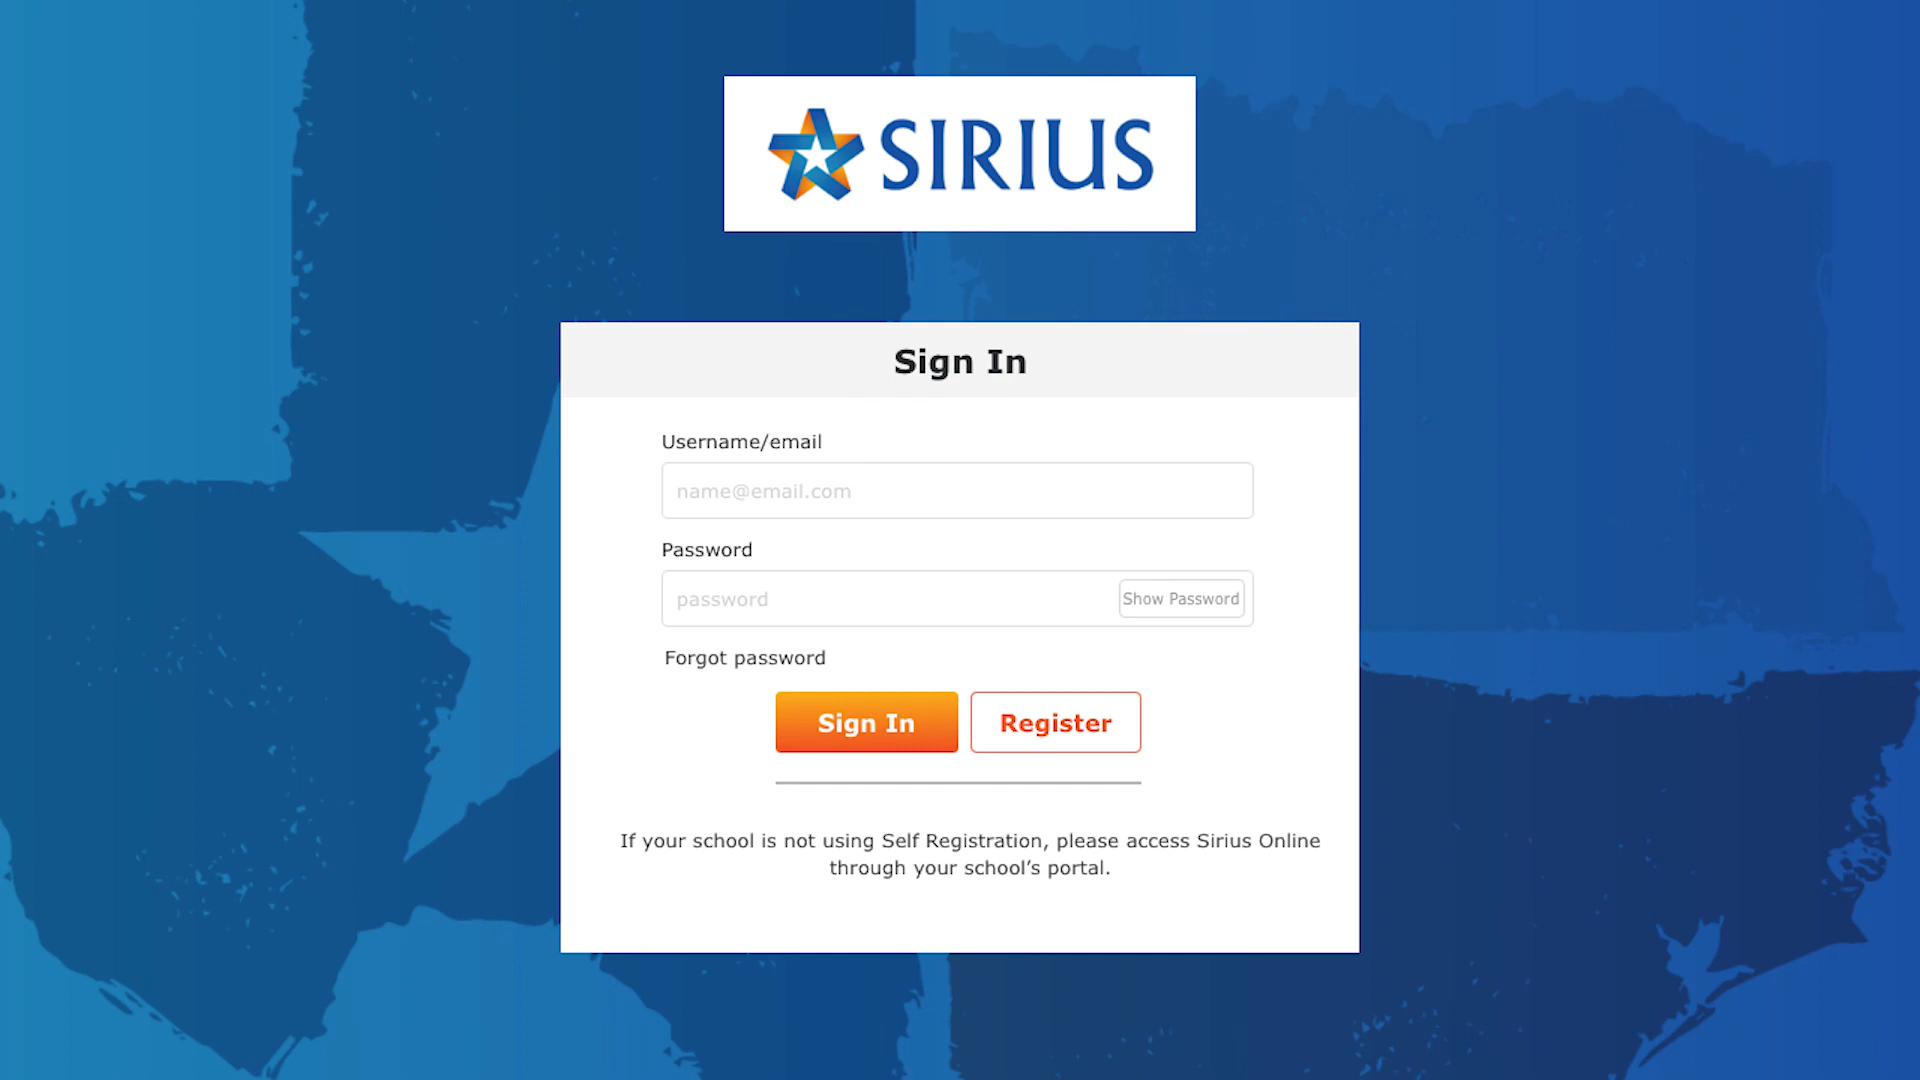 SIRIUS
Sign In
Username/email
name@email.com
Password
password
Show Password
Forgot password
Sign In
Register
If your school is not using Self Registration, please access Sirius Online
through your school’s portal.